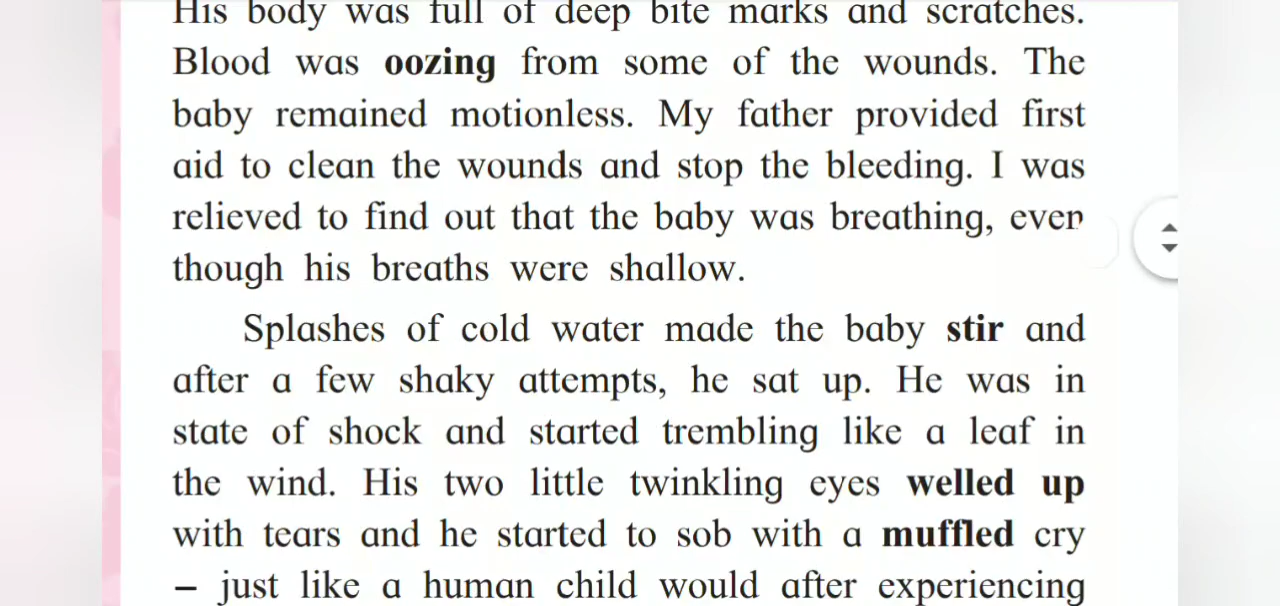 His body was full of deep bite marks and scratches.
Blood was oozing from some of the wounds. The
baby remained motionless. My father provided first
aid to clean the wounds and stop the bleeding. I was
relieved to find out that the baby was breathing, even
though his breaths were shallow.
Splashes of cold water made the baby stir and
after a few shaky attempts, he sat up. He was in
state of shock and started trembling like a leaf in
the wind. His two little twinkling eyes welled up
with tears and he started to sob with a muffled cry
– just like a human child would after experiencing